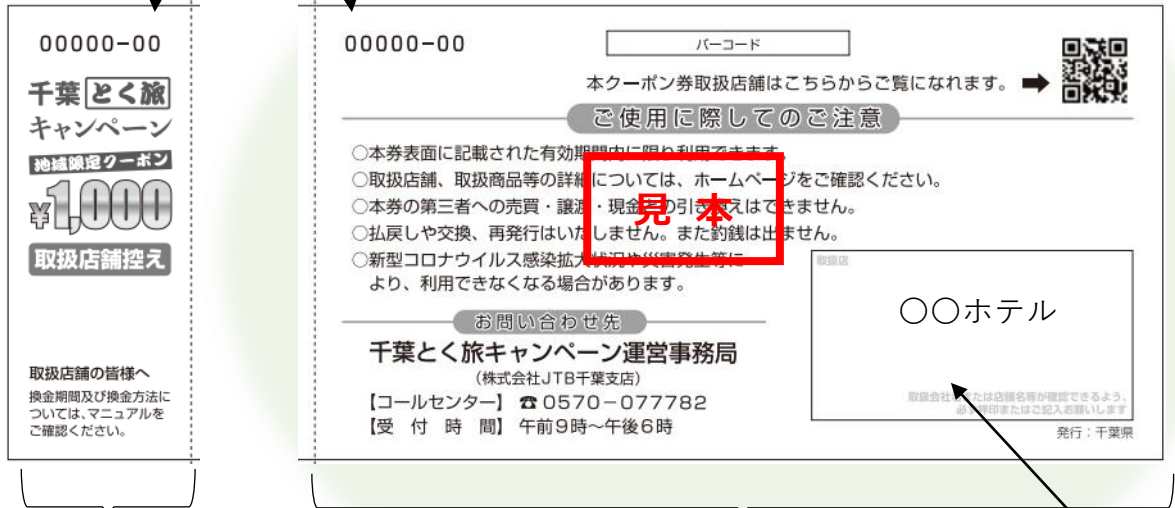 00000-00
千葉とく旅
キャンペーン
地域限定クーポン
¥1,000
取扱店舗控え
取扱店舗の皆様へ
換金期間及び換金方法に
ついては、マニュアルを
ご確認ください。
00000-00
バーコード
本クーポン券取扱店舗はこちらからご覧になれます。
ご使用に際してのご注意
○本券表面に記載された有効期間内に限り利用できます。
○取扱店舗、取扱商品等の詳細については、ホームページをご確認ください。
○本券の第三者への売買・譲渡・現金との引き換えはできません。
○払戻しや交換、再発行はいたしません。また釣銭は出ません。
○新型コロナウイルス感染拡大状況や災害発生等に
より、利用できなくなる場合があります。
見本
お問い合わせ先
千葉とく旅キャンペーン運営事務局
(株式会社JTB千葉支店)
【コールセンター】 ☎0570-077782
【受付時間】 午前9時~午後6時
取扱店
〇〇ホテル
取扱会社または店舗名等が確認できるよう、
必ず押印またはご記入お願いします
発行:千葉県